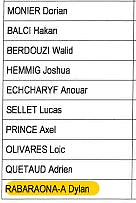 MONIER Dorian
BALCI Hakan
BERDOUZI Walid
HEMMIG Joshua
ECHCHARYF Anouar
SELLET Lucas
PRINCE Axel
OLIVARES Loic
QUETAUD Adrien
RABARAONA-A Dylan